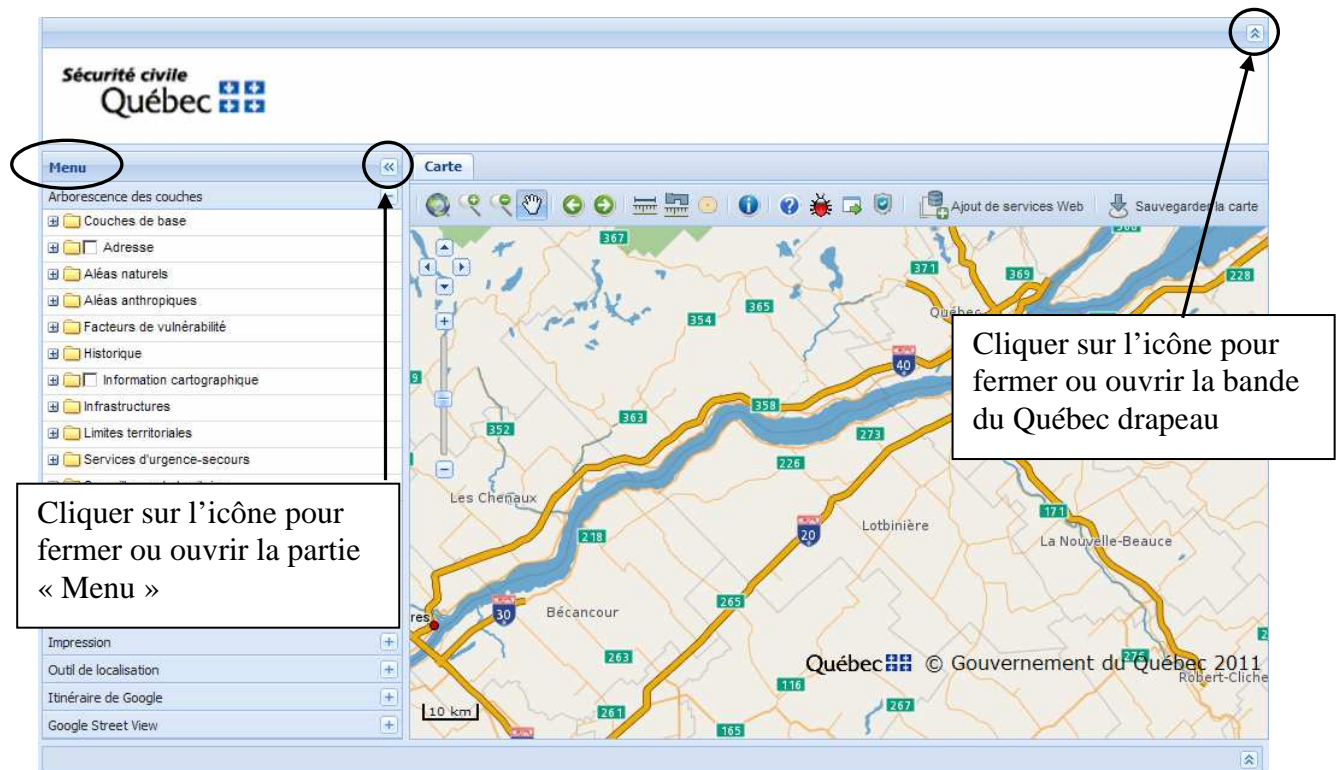 Sécurité civile
Québec
Menu
Carte
Arborescence des couches
Ajout de services Web
Sauvegarder la carte
Couches de base
Adresse
Aléas naturels
Aléas anthropiques
Facteurs de vulnérabilité
Historique
Information cartographique
Infrastructures
Limites territoriales
Services d'urgence-secours
Cliquer sur l'icône pour
fermer ou ouvrir la partie
« Menu »
Impression
Outil de localisation
Itinéraire de Google
Google Street View
367
371
369
228
365
354
Québec
40
358
363
352
273
226
Les Chenaux
171
20
Lotbinière
La Nouvelle-Beauce
218
265
30
Bécancour
263
116
267
261
165
276
Robert-Cliche
10 km
Québec © Gouvernement du Québec 2011
Cliquer sur l'icône pour
fermer ou ouvrir la bande
du Québec drapeau